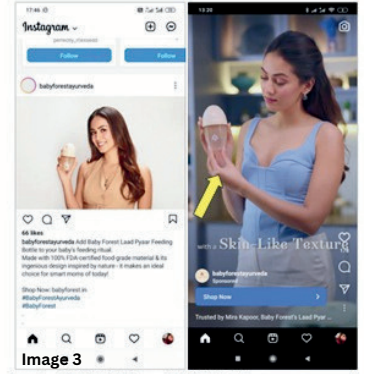 17:46
Instagram
Follow
Follow
babyforestayurveda
66 likes
babyforestayurveda Add Baby Forest Laad Pyaar Feeding
Bottle to your baby's feeding ritual.
Made with 100% FDA certified food-grade material & its
ingenious design inspired by nature - it makes an ideal
choice for smart moms of today!
Shop Now: babyforest.in
#BabyForestAyurveda
#BabyForest
Image 3
13:20
with a Skin-Like Texture
babyforestayurveda
Sponsored
Shop Now
Trusted by Mira Kapoor, Baby Forest's Laad Pyar ...